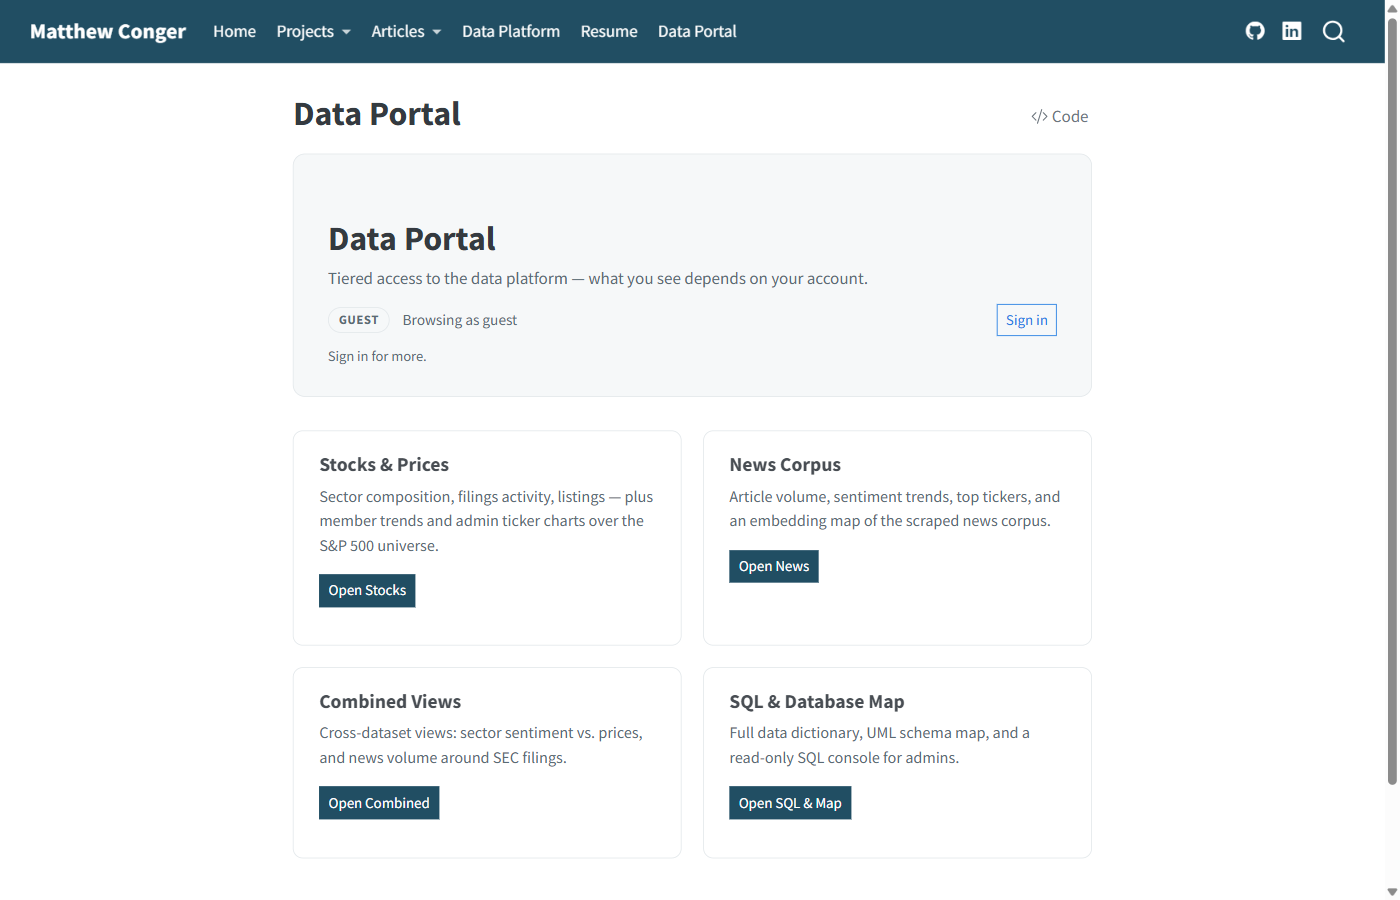 Matthew Conger Home Projects Articles Data Platform Resume Data Portal
Data Portal
</> Code
Data Portal
Tiered access to the data platform — what you see depends on your account.
GUEST Browsing as guest
Sign in
Sign in for more.
Stocks & Prices
Sector composition, filings activity, listings — plus
member trends and admin ticker charts over the
S&P 500 universe.
Open Stocks
News Corpus
Article volume, sentiment trends, top tickers, and
an embedding map of the scraped news corpus.
Open News
Combined Views
Cross-dataset views: sector sentiment vs. prices,
and news volume around SEC filings.
Open Combined
SQL & Database Map
Full data dictionary, UML schema map, and a
read-only SQL console for admins.
Open SQL & Map